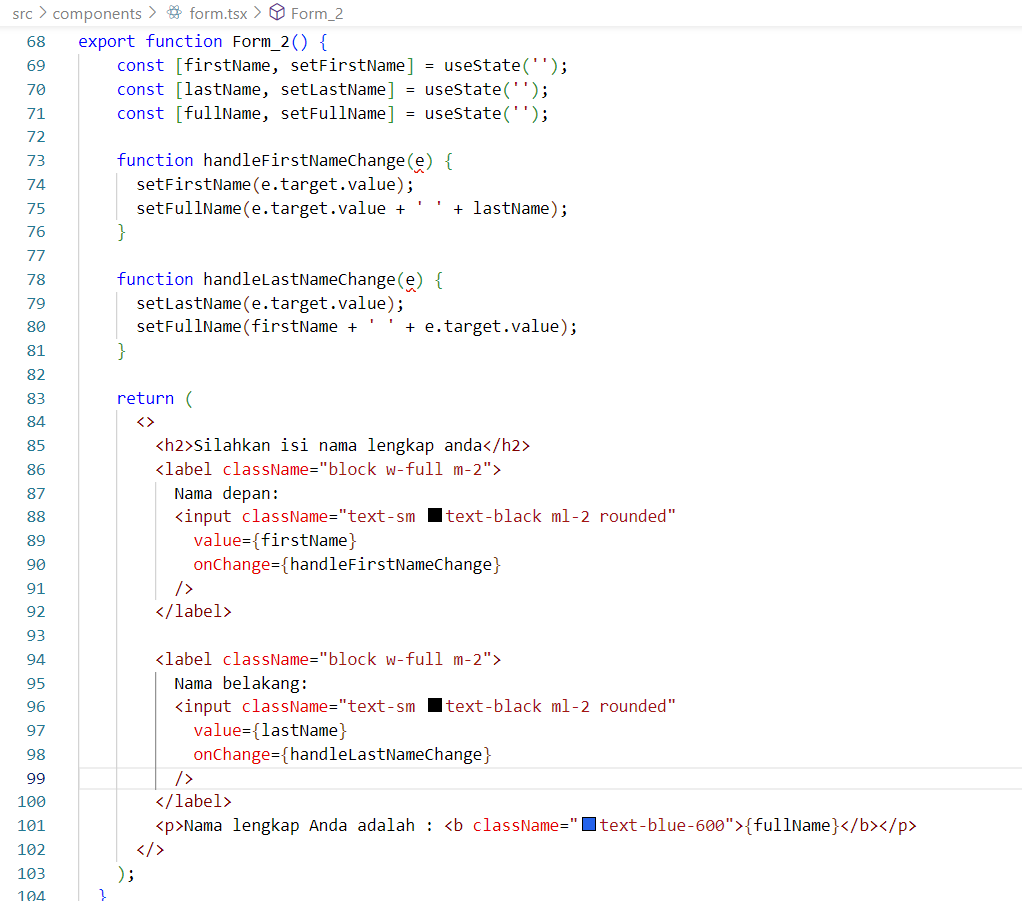 src > components > form.tsx > Form_2
68 export function Form_2() {
69 const [firstName, setFirstName] = useState('');
70 const [lastName, setLastName] = useState('');
71 const [fullName, setFullName] = useState('');
72
73 function handleFirstNameChange(e) {
74 setFirstName(e.target.value);
75 setFullName(e.target.value + ' ' + lastName);
76 }
77
78 function handleLastNameChange(e) {
79 setLastName(e.target.value);
80 setFullName(firstName + ' ' + e.target.value);
81 }
82
83 return (
84 <>
85 <h2>Silahkan isi nama lengkap anda</h2>
86 <label className="block w-full m-2">
87 Nama depan:
88 <input className="text-sm text-black ml-2 rounded"
89 value={firstName}
90 onChange={handleFirstNameChange}
91 />
92 </label>
93
94 <label className="block w-full m-2">
95 Nama belakang:
96 <input className="text-sm text-black ml-2 rounded"
97 value={lastName}
98 onChange={handleLastNameChange}
99 />
100 </label>
101 <p>Nama lengkap Anda adalah : <b className="text-blue-600">{fullName}</b></p>
102 </>
103 );
104 }